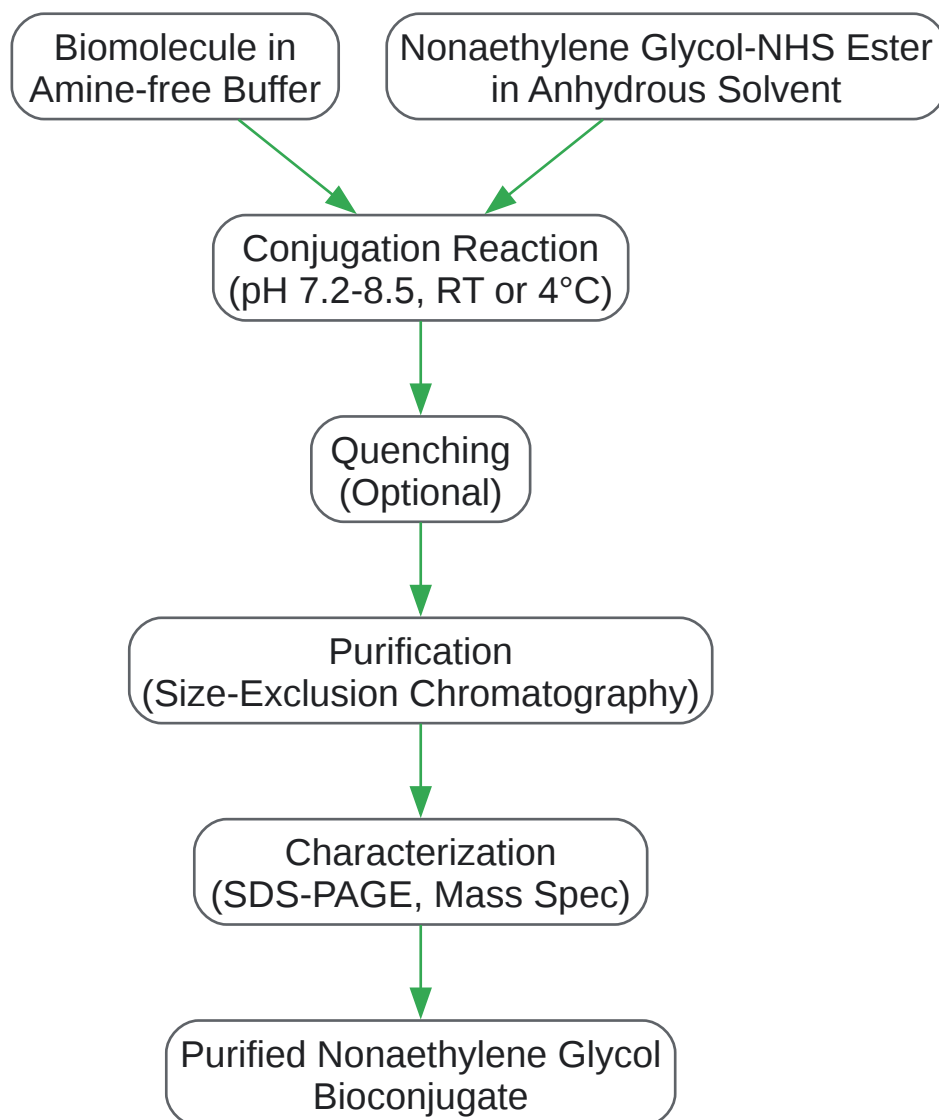 Biomolecule in
Amine-free Buffer
Nonaethylene Glycol-NHS Ester
in Anhydrous Solvent
Conjugation Reaction
(pH 7.2-8.5, RT or 4°C)
Quenching
(Optional)
Purification
(Size-Exclusion Chromatography)
Characterization
(SDS-PAGE, Mass Spec)
Purified Nonaethylene Glycol
Bioconjugate